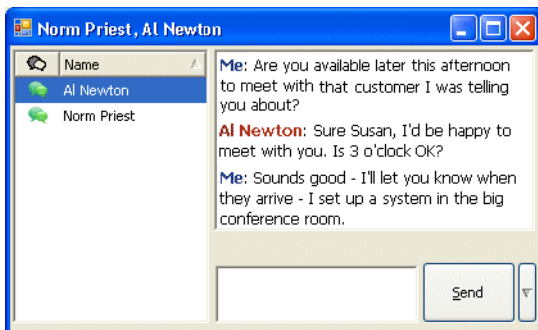 Norm Priest, Al Newton
Name
Al Newton
Norm Priest
Me: Are you available later this afternoon
to meet with that customer I was telling
you about?
Al Newton: Sure Susan, I'd be happy to
meet with you. Is 3 o'clock OK?
Me: Sounds good - I'll let you know when
they arrive - I set up a system in the big
conference room.
Send